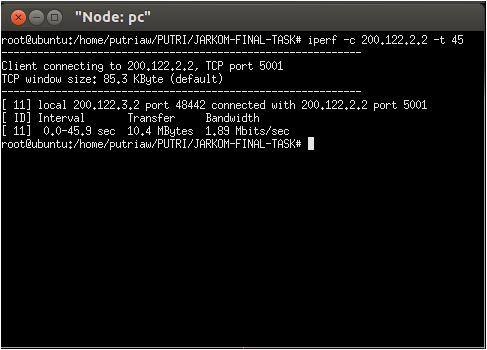 "Node: pc"
root@ubuntu:/home/putriaw/PUTRI/JARKOM-FINAL-TASK# iperf -c 200.122.2.2 -t 45
------------------------------------------------------------
Client connecting to 200.122.2.2, TCP port 5001
TCP window size: 85.3 KByte (default)
------------------------------------------------------------
[ 11] local 200.122.3.2 port 48442 connected with 200.122.2.2 port 5001
[ ID] Interval       Transfer     Bandwidth
[ 11]  0.0-45.9 sec  10.4 MBytes  1.89 Mbits/sec
root@ubuntu:/home/putriaw/PUTRI/JARKOM-FINAL-TASK#